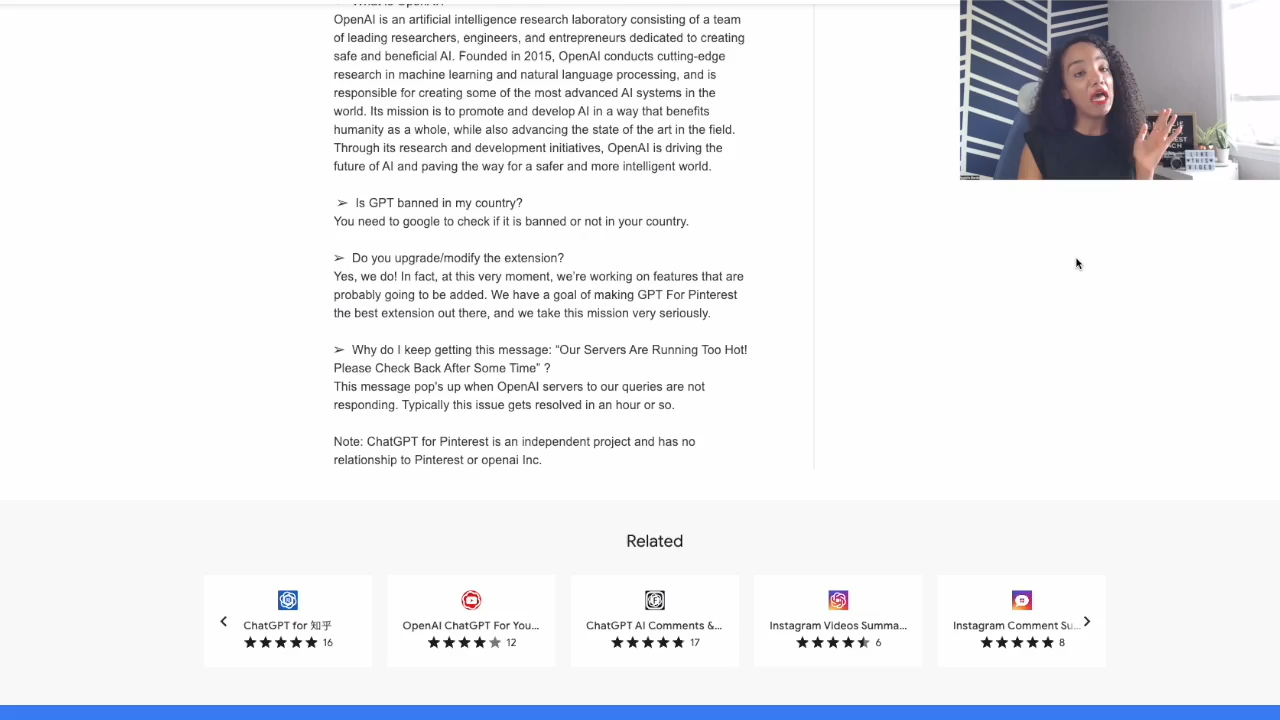 OpenAI is an artificial intelligence research laboratory consisting of a team
of leading researchers, engineers, and entrepreneurs dedicated to creating
safe and beneficial AI. Founded in 2015, OpenAI conducts cutting-edge
research in machine learning and natural language processing, and is
responsible for creating some of the most advanced AI systems in the
world. Its mission is to promote and develop AI in a way that benefits
humanity as a whole, while also advancing the state of the art in the field.
Through its research and development initiatives, OpenAI is driving the
future of AI and paving the way for a safer and more intelligent world.
➢ Is GPT banned in my country?
You need to google to check if it is banned or not in your country.
➢ Do you upgrade/modify the extension?
Yes, we do! In fact, at this very moment, we're working on features that are
probably going to be added. We have a goal of making GPT For Pinterest
the best extension out there, and we take this mission very seriously.
➢ Why do I keep getting this message: “Our Servers Are Running Too Hot!
Please Check Back After Some Time” ?
This message pop's up when OpenAI servers to our queries are not
responding. Typically this issue gets resolved in an hour or so.
Note: ChatGPT for Pinterest is an independent project and has no
relationship to Pinterest or openai Inc.
LIKE
THIS
VIDEO
Related
ChatGPT for 知乎
16
OpenAI ChatGPT For You...
12
ChatGPT AI Comments &...
17
Instagram Videos Summa...
6
Instagram Comment Su...
8